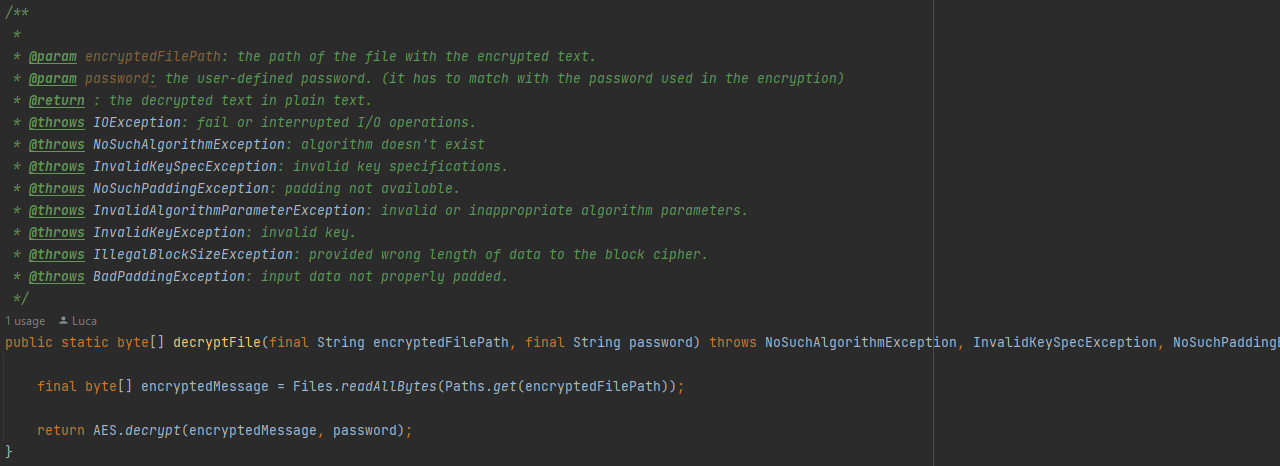 /**
 *
 * @param encryptedFilePath: the path of the file with the encrypted text.
 * @param password: the user-defined password. (it has to match with the password used in the encryption)
 * @return : the decrypted text in plain text.
 * @throws IOException: fail or interrupted I/O operations.
 * @throws NoSuchAlgorithmException: algorithm doesn't exist
 * @throws InvalidKeySpecException: invalid key specifications.
 * @throws NoSuchPaddingException: padding not available.
 * @throws InvalidAlgorithmParameterException: invalid or inappropriate algorithm parameters.
 * @throws InvalidKeyException: invalid key.
 * @throws IllegalBlockSizeException: provided wrong length of data to the block cipher.
 * @throws BadPaddingException: input data not properly padded.
 */
1 usage Luca
public static byte[] decryptFile(final String encryptedFilePath, final String password) throws NoSuchAlgorithmException, InvalidKeySpecException, NoSuchPadding
    final byte[] encryptedMessage = Files.readAllBytes(Paths.get(encryptedFilePath));
    return AES.decrypt(encryptedMessage, password);
}